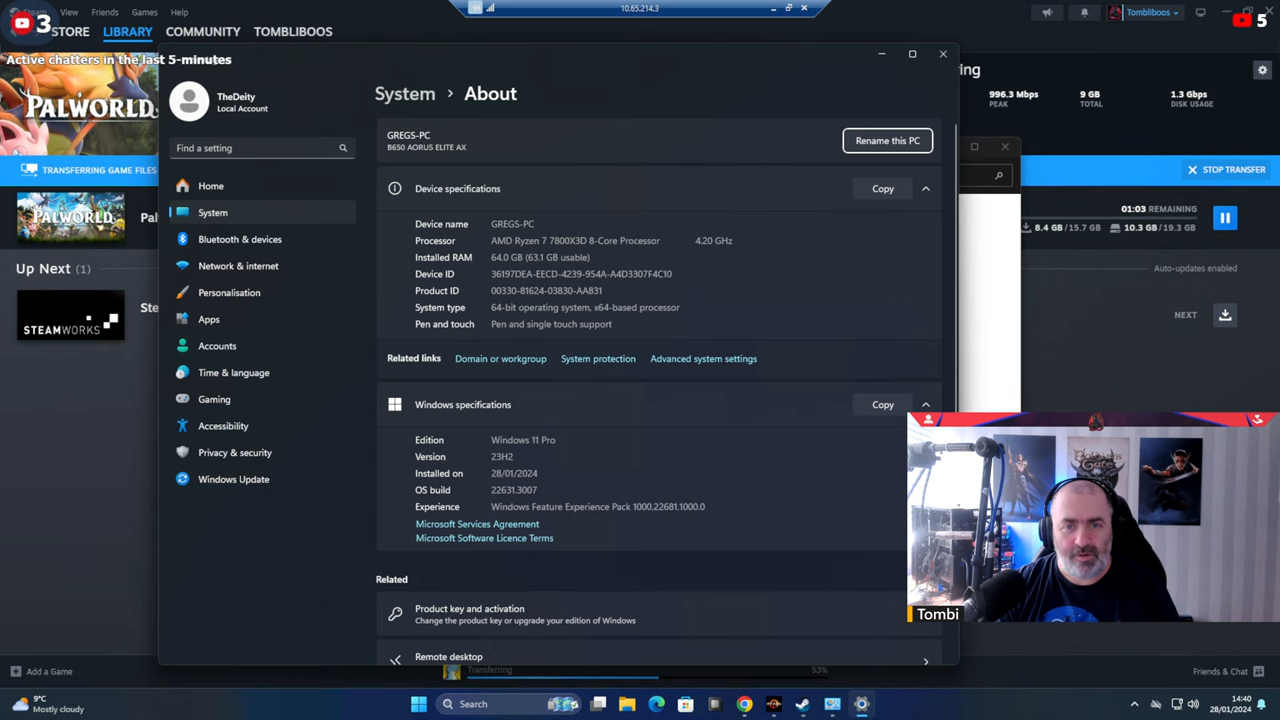 Steam View Friends Games Help
10.65.214.3
Tombliboos
3
STORE LIBRARY COMMUNITY TOMBLIBOOS
5
Active chatters in the last 5-minutes
PALWORLD
TRANSFERRING GAME FILES
PALWORLD
Pal
Up Next (1)
STEAMWORKS
Ste
Add a Game
ring
996.3 Mbps
PEAK
9 GB
TOTAL
1.3 Gbps
DISK USAGE
STOP TRANSFER
01:03 REMAINING
8.4 GB / 15.7 GB 10.3 GB / 19.3 GB
Auto-updates enabled
NEXT
TheDeity
Local Account
Find a setting
Home
System
Bluetooth & devices
Network & internet
Personalisation
Apps
Accounts
Time & language
Gaming
Accessibility
Privacy & security
Windows Update
System > About
GREGS-PC
B650 AORUS ELITE AX
Rename this PC
Device specifications
Copy
Device name GREGS-PC
Processor AMD Ryzen 7 7800X3D 8-Core Processor 4.20 GHz
Installed RAM 64.0 GB (63.1 GB usable)
Device ID 36197DEA-EECD-4239-954A-A4D3307F4C10
Product ID 00330-81624-03830-AA831
System type 64-bit operating system, x64-based processor
Pen and touch Pen and single touch support
Related links Domain or workgroup System protection Advanced system settings
Windows specifications
Copy
Edition Windows 11 Pro
Version 23H2
Installed on 28/01/2024
OS build 22631.3007
Experience Windows Feature Experience Pack 1000.22681.1000.0
Microsoft Services Agreement
Microsoft Software Licence Terms
Related
Product key and activation
Change the product key or upgrade your edition of Windows
Remote desktop
Transferring 53%
Tombi
Friends & Chat
9°C
Mostly cloudy
Search
14:40
28/01/2024